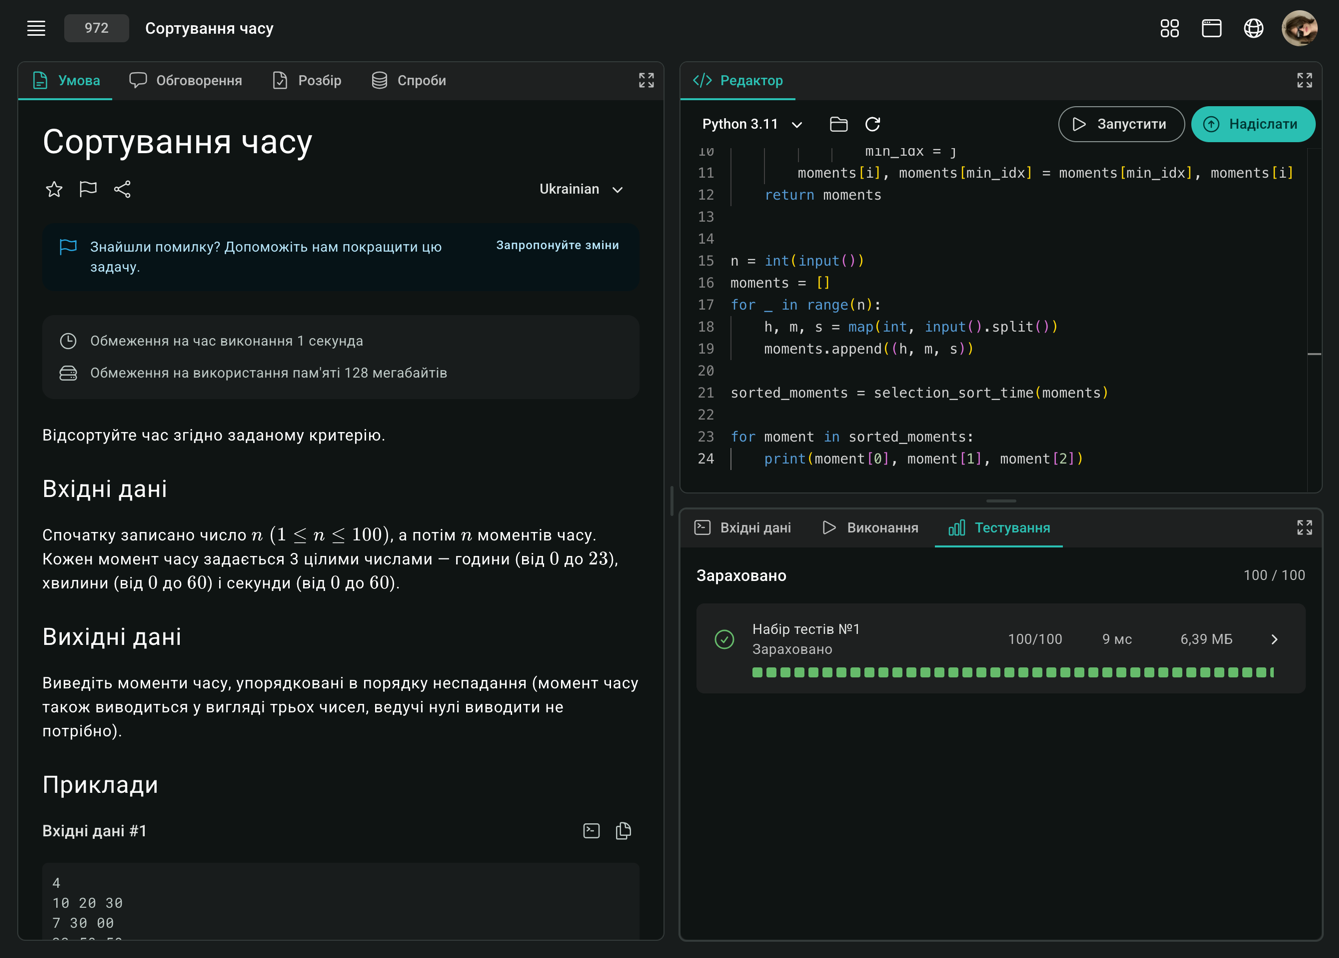 972
Сортування часу
Умова
Обговорення
Розбір
Спроби
Сортування часу
Ukrainian
Знайшли помилку? Допоможіть нам покращити цю
задачу.
Запропонуйте зміни
Обмеження на час виконання 1 секунда
Обмеження на використання пам'яті 128 мегабайтів
Відсортуйте час згідно заданому критерію.
Вхідні дані
Спочатку записано число n (1 ≤ n ≤ 100), а потім n моментів часу.
Кожен момент часу задається 3 цілими числами — години (від 0 до 23),
хвилини (від 0 до 60) і секунди (від 0 до 60).
Вихідні дані
Виведіть моменти часу, упорядковані в порядку неспадання (момент часу
також виводиться у вигляді трьох чисел, ведучі нулі виводити не
потрібно).
Приклади
Вхідні дані #1
4
10 20 30
7 30 00
Редактор
Python 3.11
Запустити
Надіслати
10 min_idx = j
11 moments[i], moments[min_idx] = moments[min_idx], moments[i]
12 return moments
13
14
15 n = int(input())
16 moments = []
17 for _ in range(n):
18 h, m, s = map(int, input().split())
19 moments.append((h, m, s))
20
21 sorted_moments = selection_sort_time(moments)
22
23 for moment in sorted_moments:
24 print(moment[0], moment[1], moment[2])
Вхідні дані
Виконання
Тестування
Зараховано
100 / 100
Набір тестів №1
Зараховано
100/100
9 мс
6,39 МБ